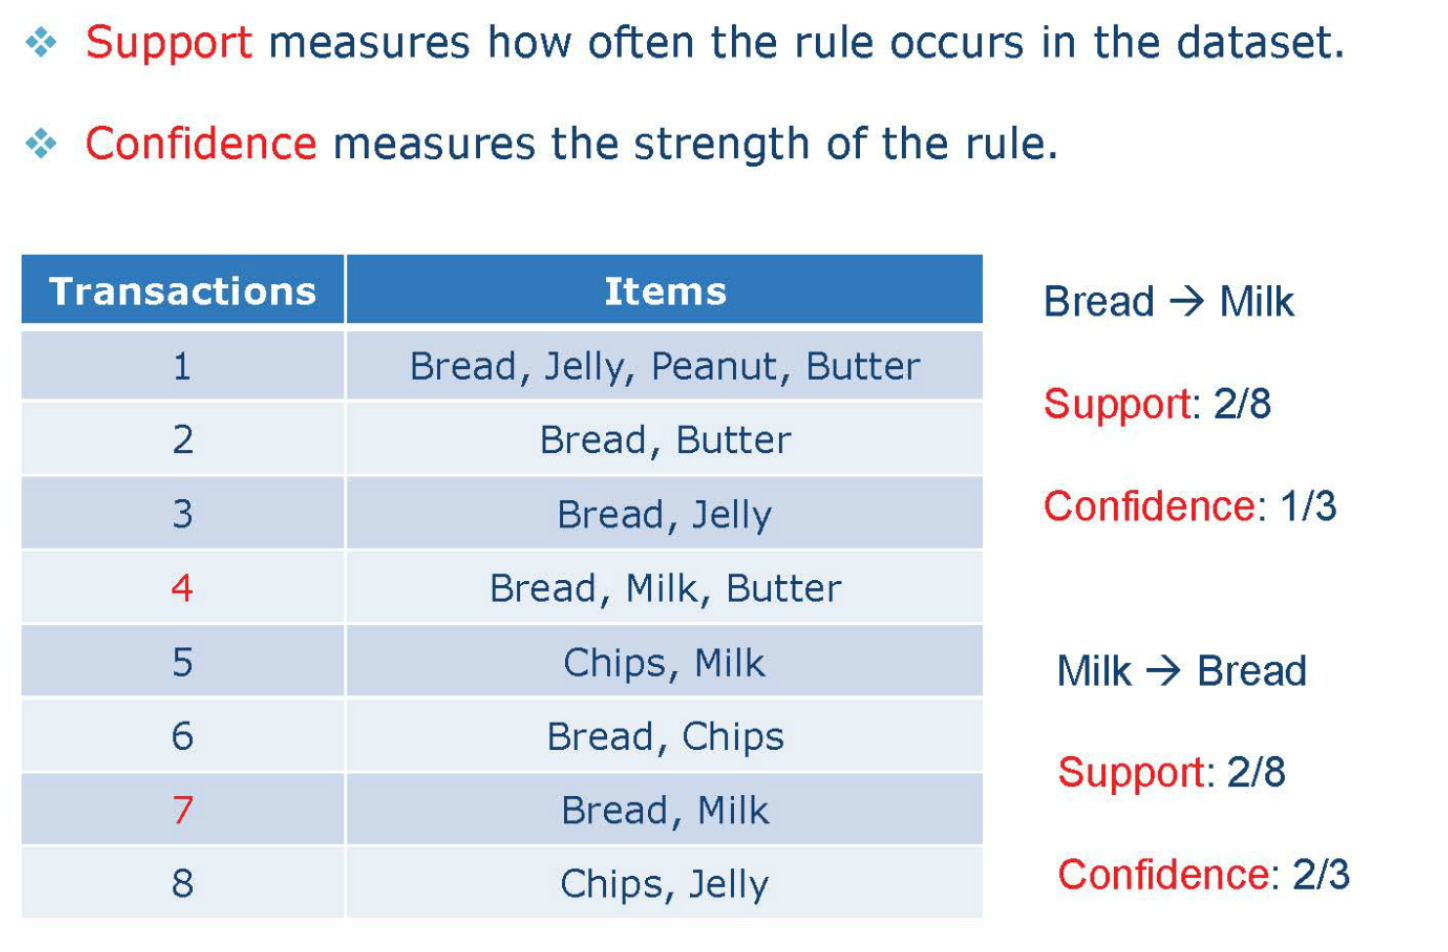 Support measures how often the rule occurs in the dataset.
Confidence measures the strength of the rule.
Transactions Items
1 Bread, Jelly, Peanut, Butter
2 Bread, Butter
3 Bread, Jelly
4 Bread, Milk, Butter
5 Chips, Milk
6 Bread, Chips
7 Bread, Milk
8 Chips, Jelly
Bread → Milk
Support: 2/8
Confidence: 1/3
Milk → Bread
Support: 2/8
Confidence: 2/3